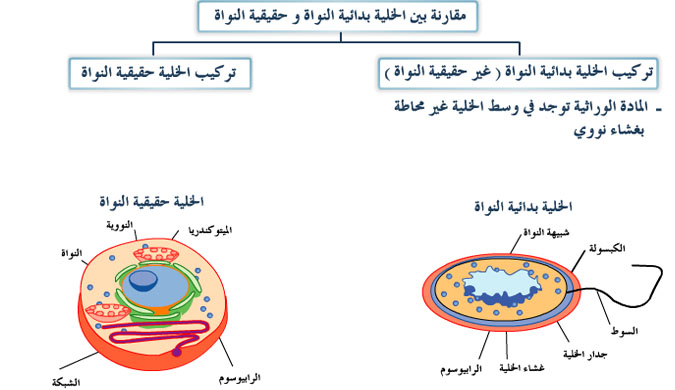 مقارنة بين الخلية بدائية النواة و حقيقية النواة
تركيب الخلية بدائية النواة ( غير حقيقية النواة )
تركيب الخلية حقيقية النواة
- المادة الوراثية توجد في وسط الخلية غير محاطة
بغشاء نووي
الخلية بدائية النواة
شبيهة النواة
الكبسولة
السوط
جدار الخلية
غشاء الخلية
الرايبوسوم
الخلية حقيقية النواة
الميتوكندريا
النووية
النواة
الرايبوسوم
الشبكة